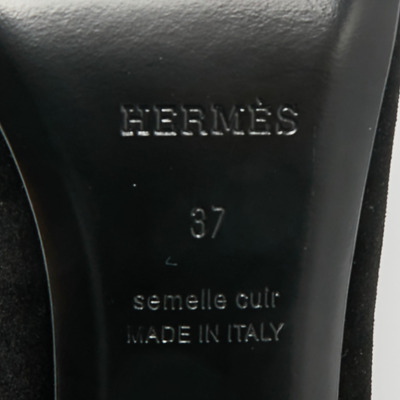 HERMÈS
37
semelle cuir
MADE IN ITALY